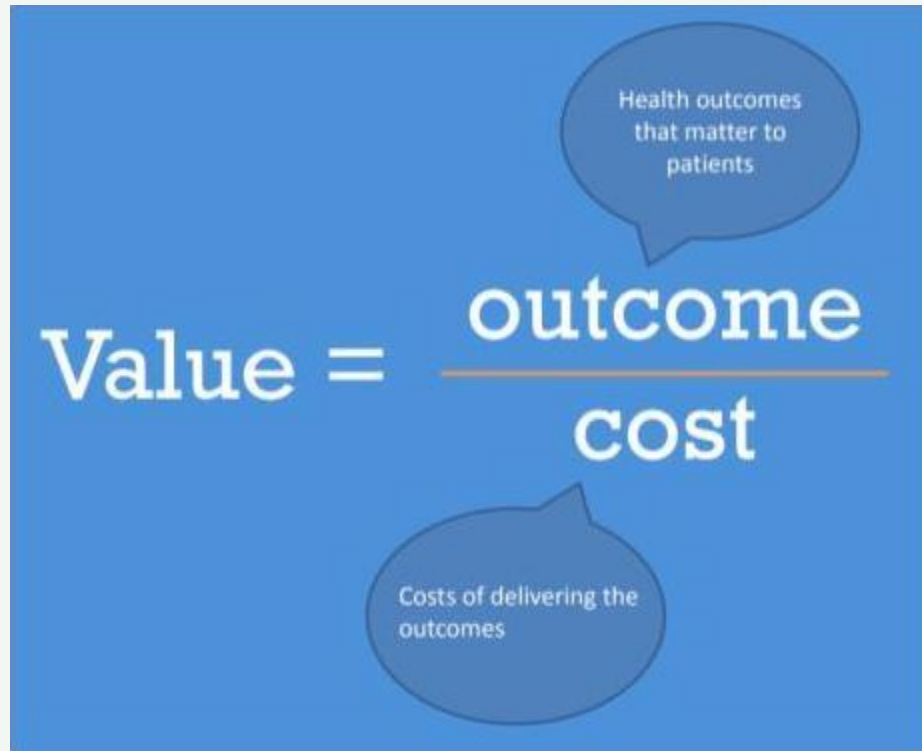 Health outcomes
that matter to
patients
Value =
outcome
cost
Costs of delivering the
outcomes